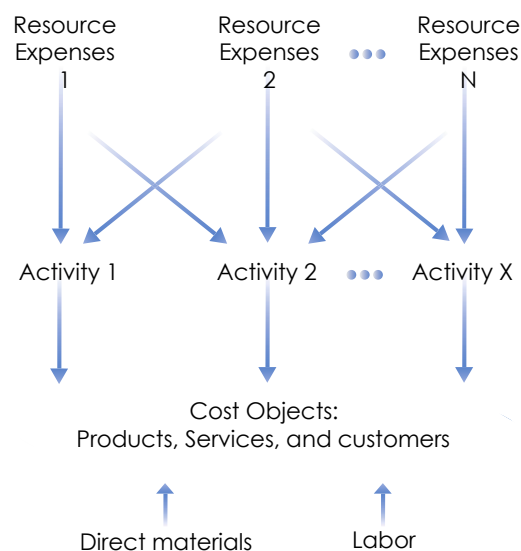 Resource Expenses 1
Resource Expenses 2
Resource Expenses N
Activity 1
Activity 2
Activity X
Cost Objects:
Products, Services, and customers
Direct materials
Labor